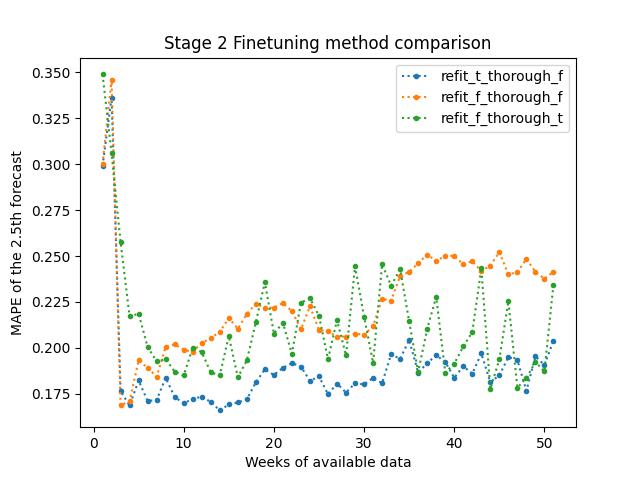 Stage 2 Finetuning method comparison
refit_t_thorough_f
refit_f_thorough_f
refit_f_thorough_t
MAPE of the 2.5th forecast
0.350
0.325
0.300
0.275
0.250
0.225
0.200
0.175
0
10
20
30
40
50
Weeks of available data